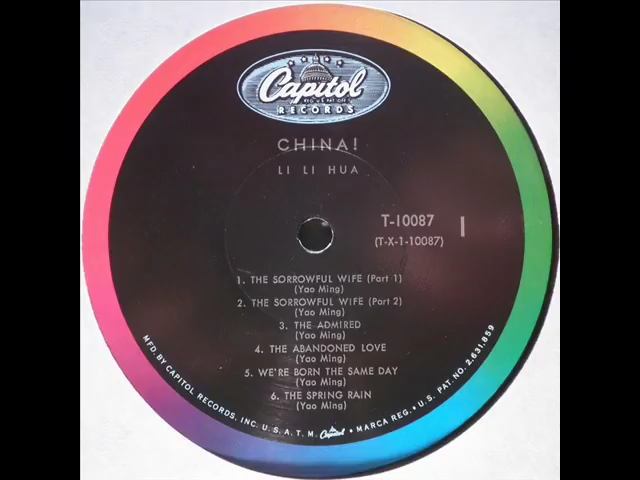 Capitol
REG. U.S. PAT. OFF.
RECORDS
CHINA!
LI LI HUA
T-10087 1
(T-X-1-10087)
1. THE SORROWFUL WIFE (Part 1)
(Yao Ming)
2. THE SORROWFUL WIFE (Part 2)
(Yao Ming)
3. THE ADMIRED
(Yao Ming)
4. THE ABANDONED LOVE
(Yao Ming)
5. WE'RE BORN THE SAME DAY
(Yao Ming)
6. THE SPRING RAIN
(Yao Ming)
MFD. BY CAPITOL RECORDS, INC. U.S.A. T.M. Capitol • MARCA REG. • U.S. PAT. NO. 2,631,859